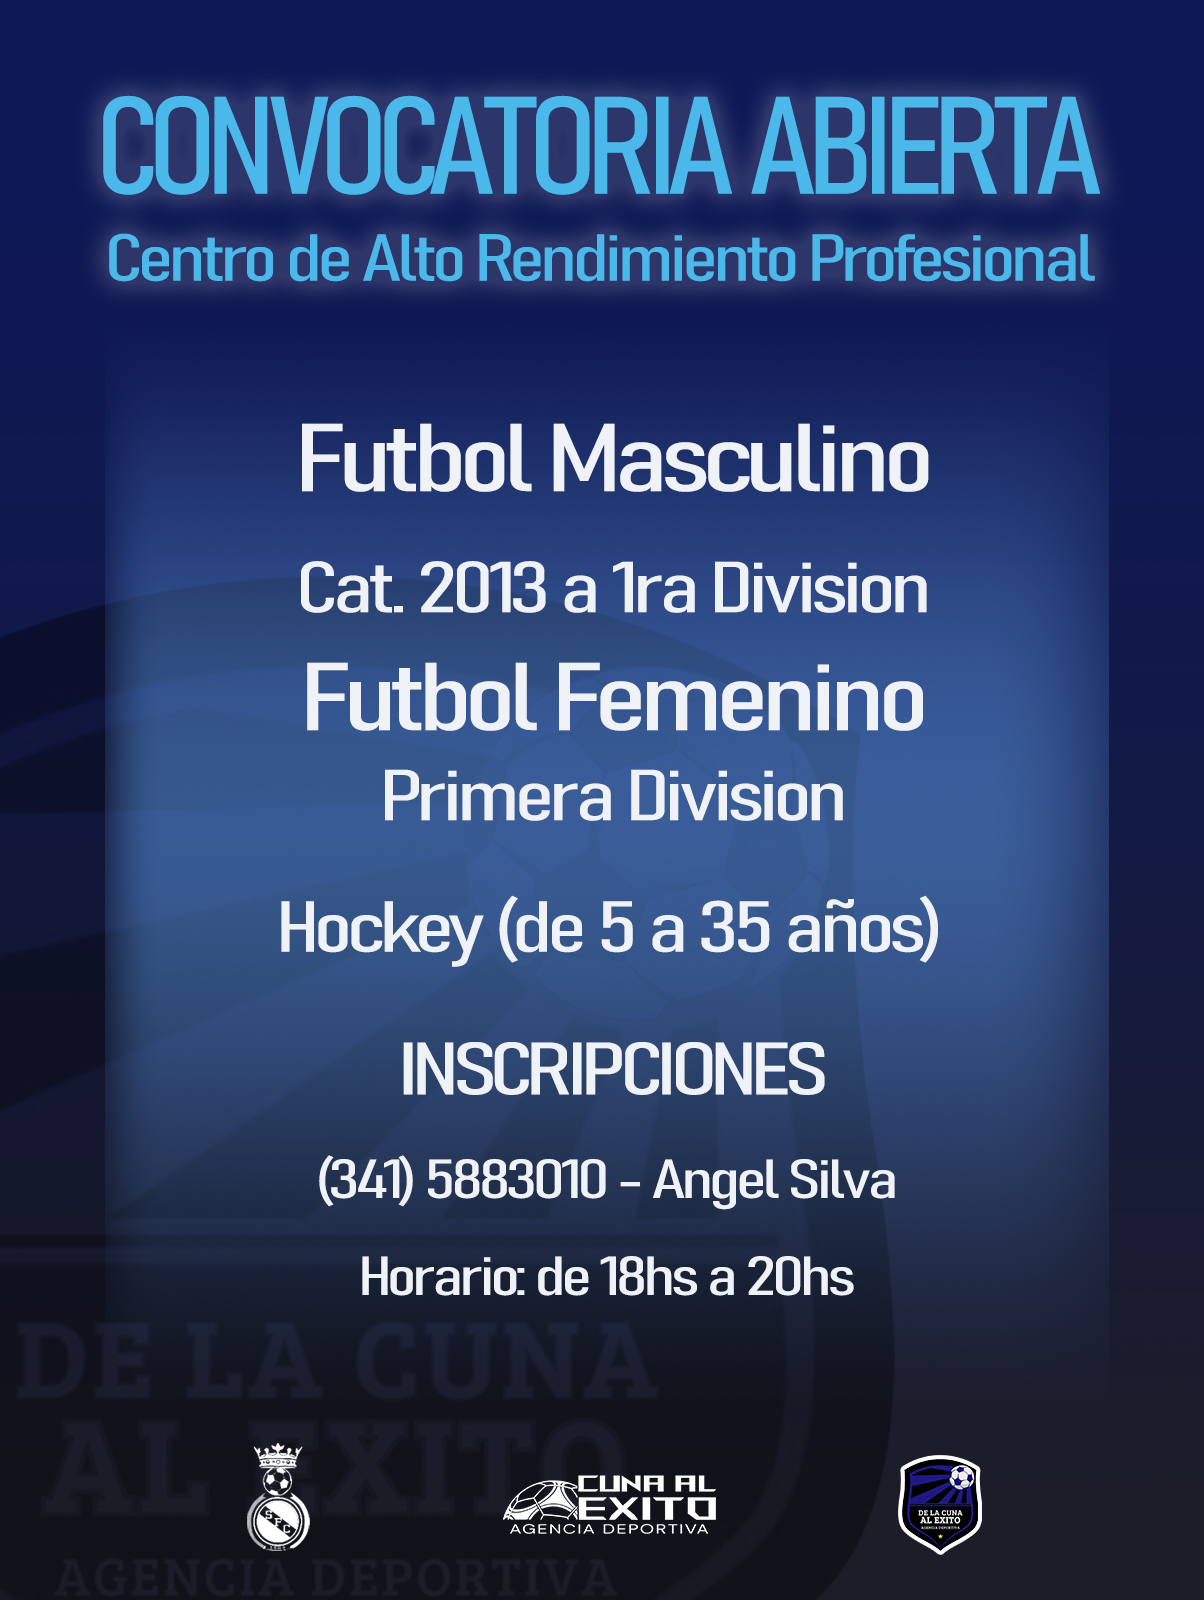 CONVOCATORIA ABIERTA
Centro de Alto Rendimiento Profesional
Futbol Masculino
Cat. 2013 a 1ra Division
Futbol Femenino
Primera Division
Hockey (de 5 a 35 años)
INSCRIPCIONES
(341) 5883010 - Angel Silva
Horario: de 18hs a 20hs
DE LA CUNA
AL EXITO
AGENCIA DEPORTIVA
SFC
CUNA AL
EXITO
AGENCIA DEPORTIVA
DE LA CUNA
AL EXITO
AGENCIA DEPORTIVA